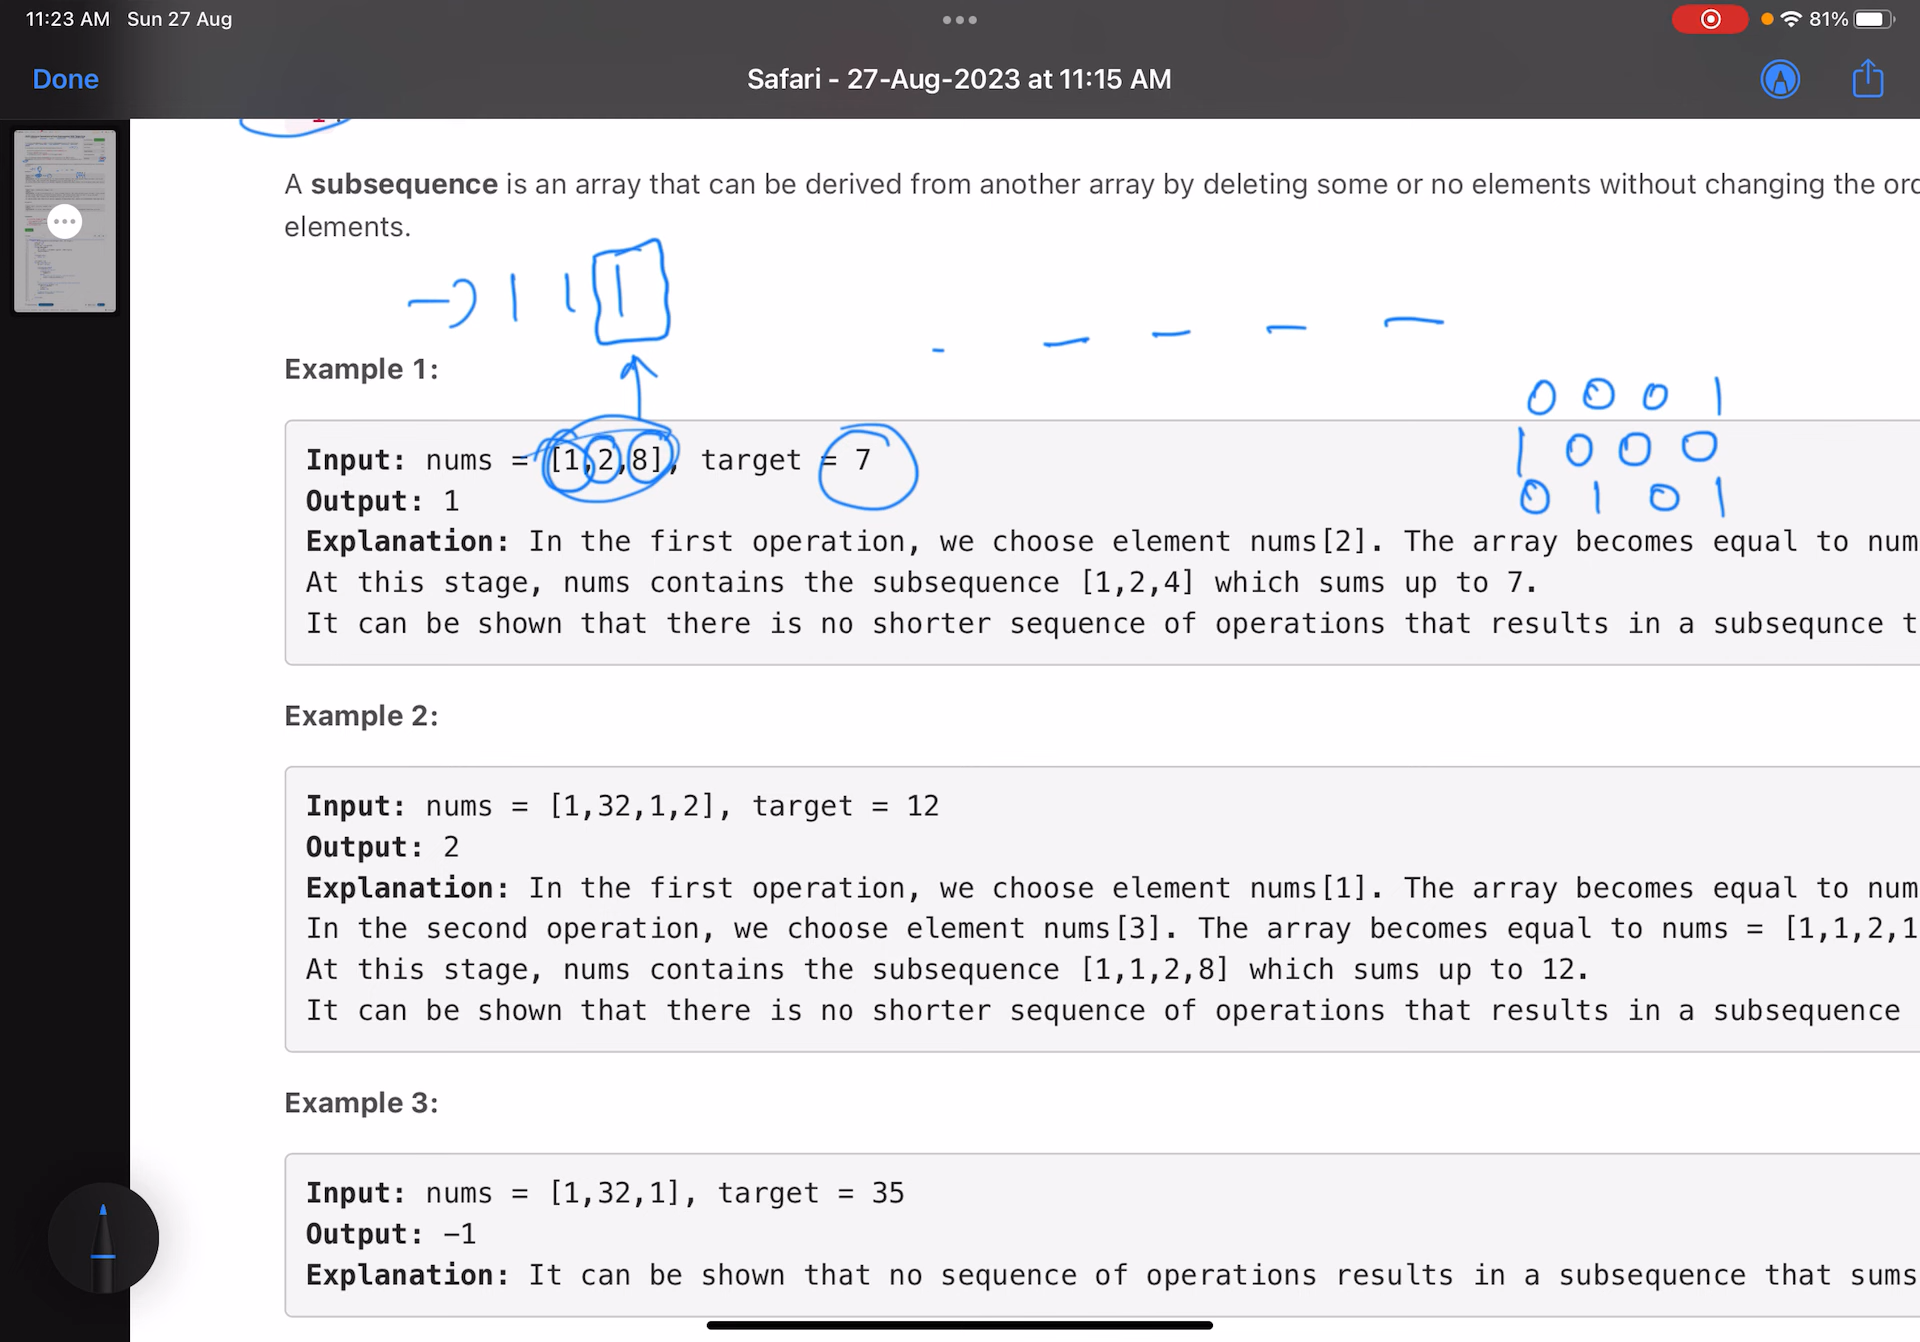 11:23 AM Sun 27 Aug
81%
Done
Safari - 27-Aug-2023 at 11:15 AM
A subsequence is an array that can be derived from another array by deleting some or no elements without changing the
elements.
1 1 1
Example 1:
0 0 0 1
1 0 0 0
0 1 0 1
Input: nums = [1,2,8], target = 7
Output: 1
Explanation: In the first operation, we choose element nums[2]. The array becomes equal to num
At this stage, nums contains the subsequence [1,2,4] which sums up to 7.
It can be shown that there is no shorter sequence of operations that results in a subsequnce t
Example 2:
Input: nums = [1,32,1,2], target = 12
Output: 2
Explanation: In the first operation, we choose element nums[1]. The array becomes equal to num
In the second operation, we choose element nums[3]. The array becomes equal to nums = [1,1,2,1
At this stage, nums contains the subsequence [1,1,2,8] which sums up to 12.
It can be shown that there is no shorter sequence of operations that results in a subsequence
Example 3:
Input: nums = [1,32,1], target = 35
Output: -1
Explanation: It can be shown that no sequence of operations results in a subsequence that sums